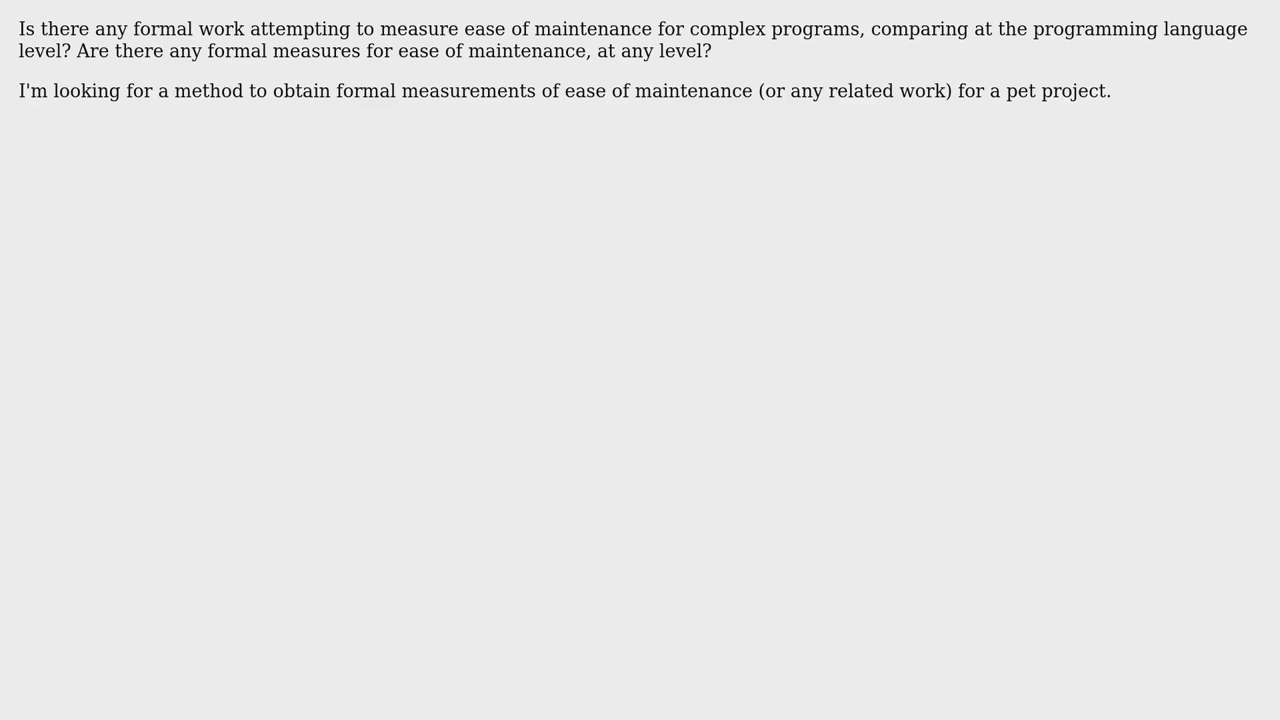 Is there any formal work attempting to measure ease of maintenance for complex programs, comparing at the programming language
level? Are there any formal measures for ease of maintenance, at any level?
I'm looking for a method to obtain formal measurements of ease of maintenance (or any related work) for a pet project.